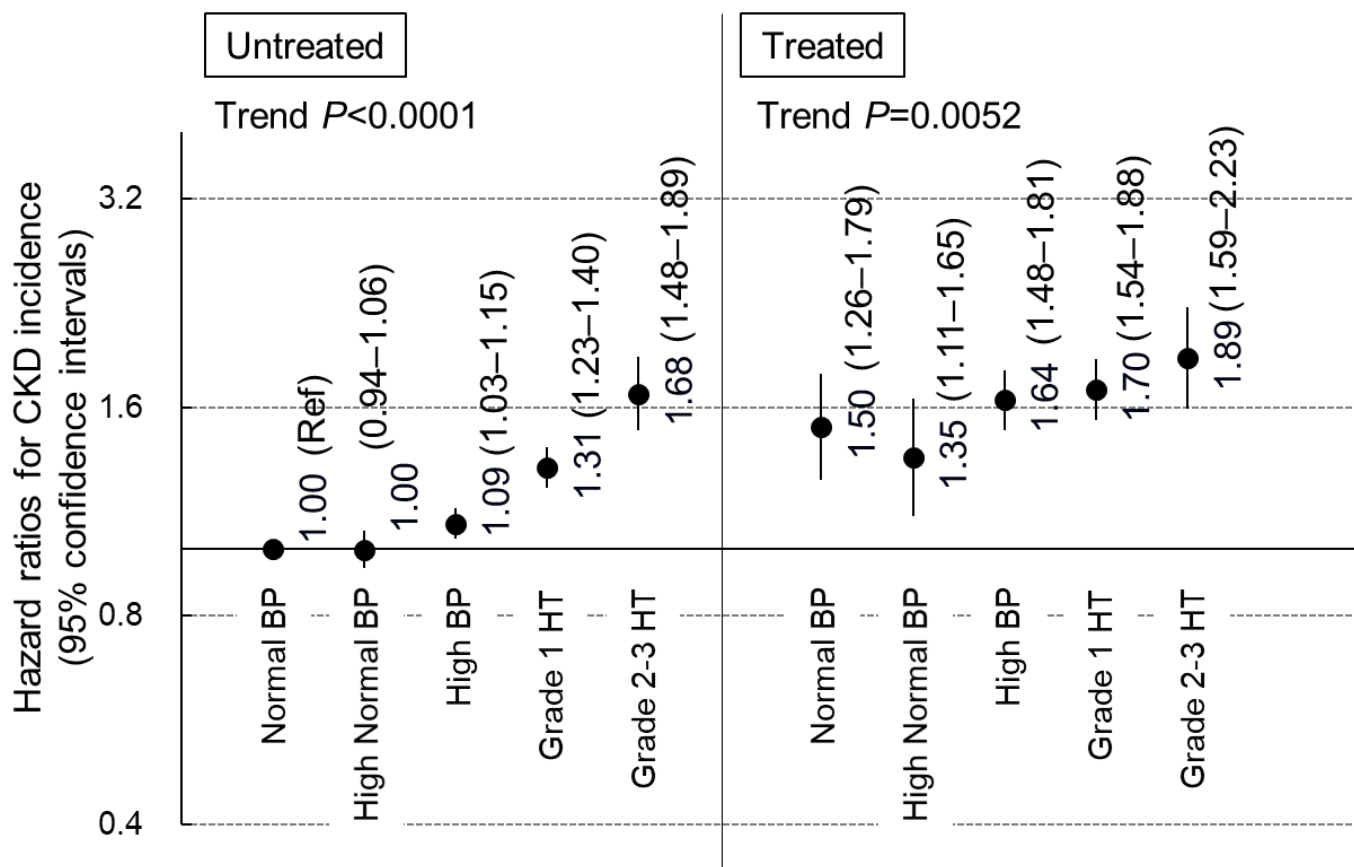 Untreated
Trend P<0.0001
Treated
Trend P=0.0052
Hazard ratios for CKD incidence
(95% confidence intervals)
3.2
1.6
0.8
0.4
1.00 (Ref)
1.00 (0.94–1.06)
1.09 (1.03–1.15)
1.31 (1.23–1.40)
1.68 (1.48–1.89)
1.50 (1.26–1.79)
1.35 (1.11–1.65)
1.64 (1.48–1.81)
1.70 (1.54–1.88)
1.89 (1.59–2.23)
Normal BP
High Normal BP
High BP
Grade 1 HT
Grade 2-3 HT
Normal BP
High Normal BP
High BP
Grade 1 HT
Grade 2-3 HT